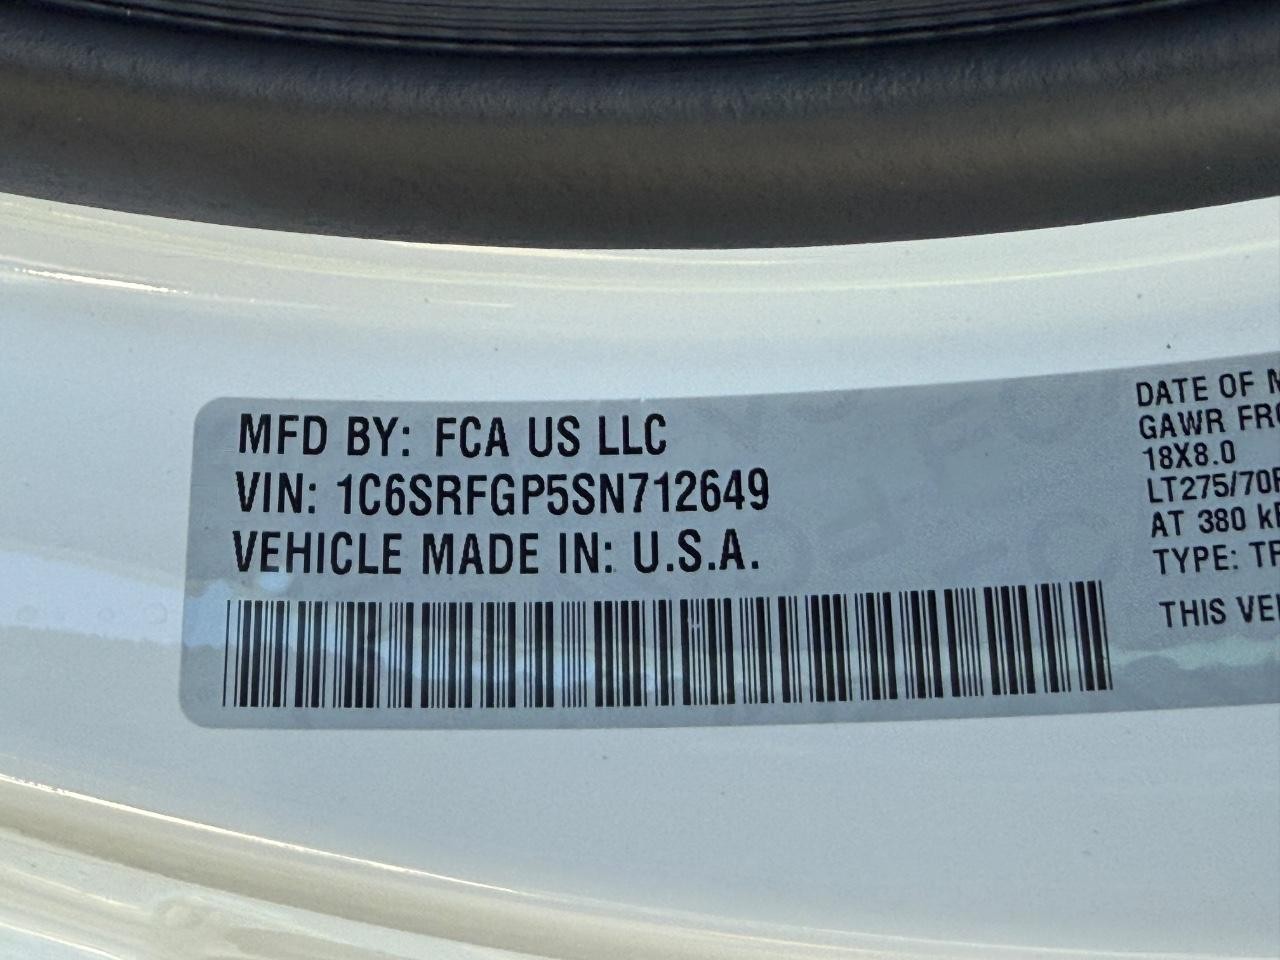 MFD BY: FCA US LLC
VIN: 1C6SRFGP5SN712649
VEHICLE MADE IN: U.S.A.
DATE OF
GAWR
18X8.0
AT 380
TYPE:
THIS